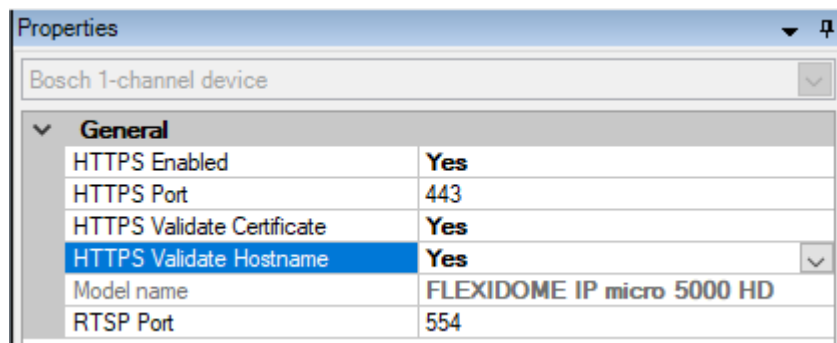 Properties
Bosch 1-channel device
General
HTTPS Enabled Yes
HTTPS Port 443
HTTPS Validate Certificate Yes
HTTPS Validate Hostname Yes
Model name FLEXIDOME IP micro 5000 HD
RTSP Port 554